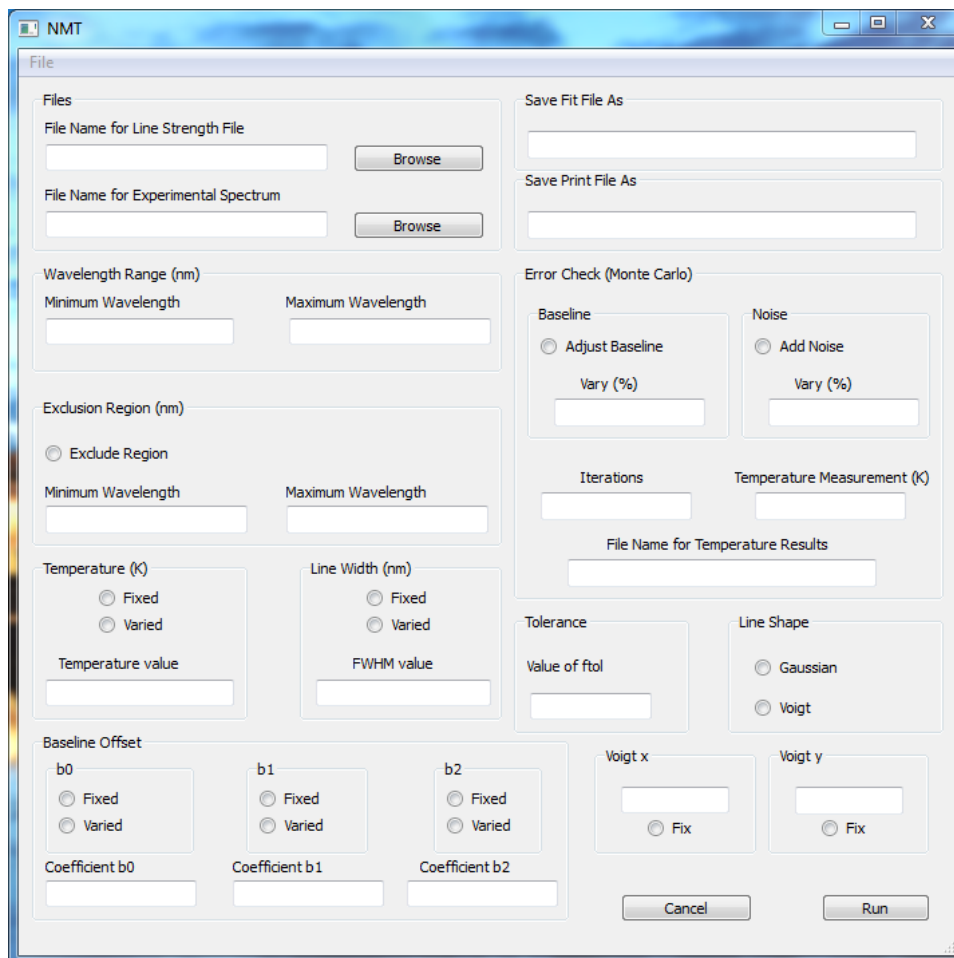 NMT
File
Files
File Name for Line Strength File
Browse
File Name for Experimental Spectrum
Browse
Save Fit File As
Save Print File As
Wavelength Range (nm)
Minimum Wavelength Maximum Wavelength
Exclusion Region (nm)
Exclude Region
Minimum Wavelength Maximum Wavelength
Error Check (Monte Carlo)
Baseline
Adjust Baseline
Vary (%)
Noise
Add Noise
Vary (%)
Iterations Temperature Measurement (K)
File Name for Temperature Results
Temperature (K)
Fixed
Varied
Temperature value
Line Width (nm)
Fixed
Varied
FWHM value
Tolerance
Value of ftol
Line Shape
Gaussian
Voigt
Baseline Offset
b0
Fixed
Varied
Coefficient b0
b1
Fixed
Varied
Coefficient b1
b2
Fixed
Varied
Coefficient b2
Voigt x
Fix
Voigt y
Fix
Cancel Run